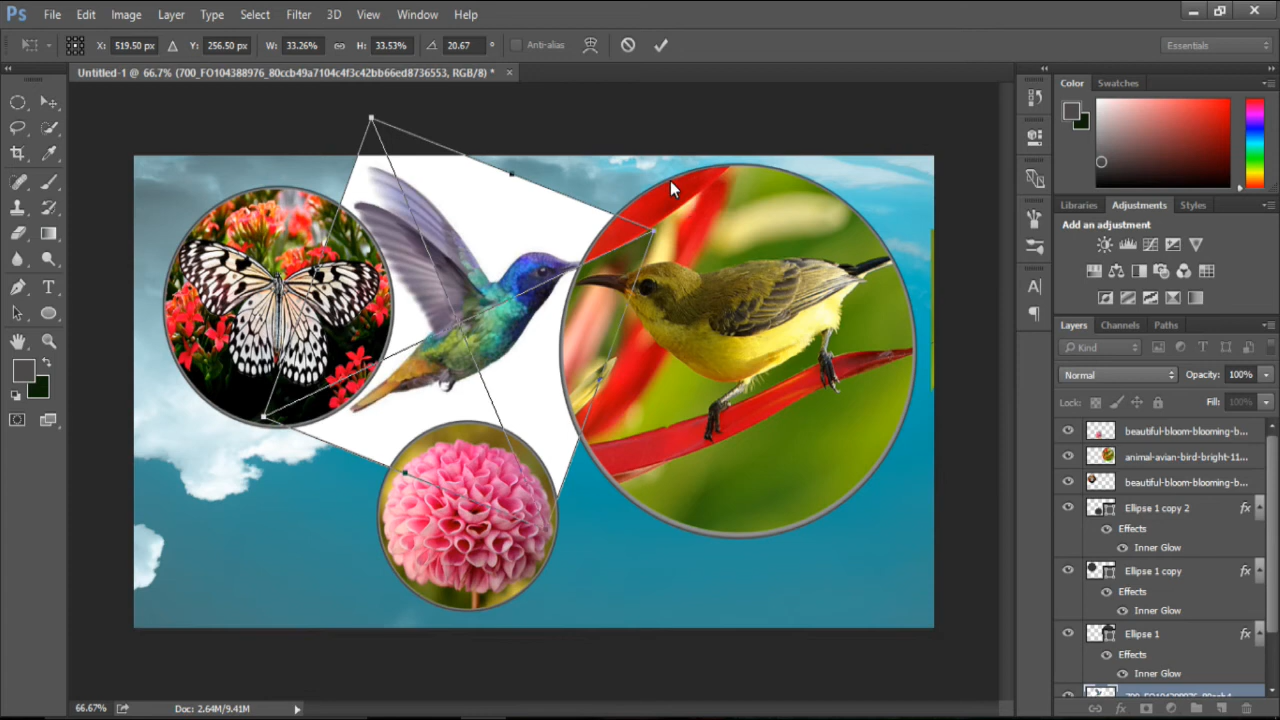 Ps File Edit Image Layer Type Select Filter 3D View Window Help
X: 519.50 px Y: 256.50 px W: 33.26% H: 33.53% 20.67 ° Anti-alias Essentials
Untitled-1 @ 66.7% (700_FO104388976_80ccb49a7104c4f3c42bb66ed8736553, RGB/8) * ×
Color Swatches
Libraries Adjustments Styles
Add an adjustment
Layers Channels Paths
Kind
Normal Opacity: 100%
Lock: Fill: 100%
beautiful-bloom-blooming-b...
animal-avian-bird-bright-11...
beautiful-bloom-blooming-b...
Ellipse 1 copy 2 fx
Effects
Inner Glow
Ellipse 1 copy fx
Effects
Inner Glow
Ellipse 1 fx
Effects
Inner Glow
66.67% Doc: 2.64M/9.41M